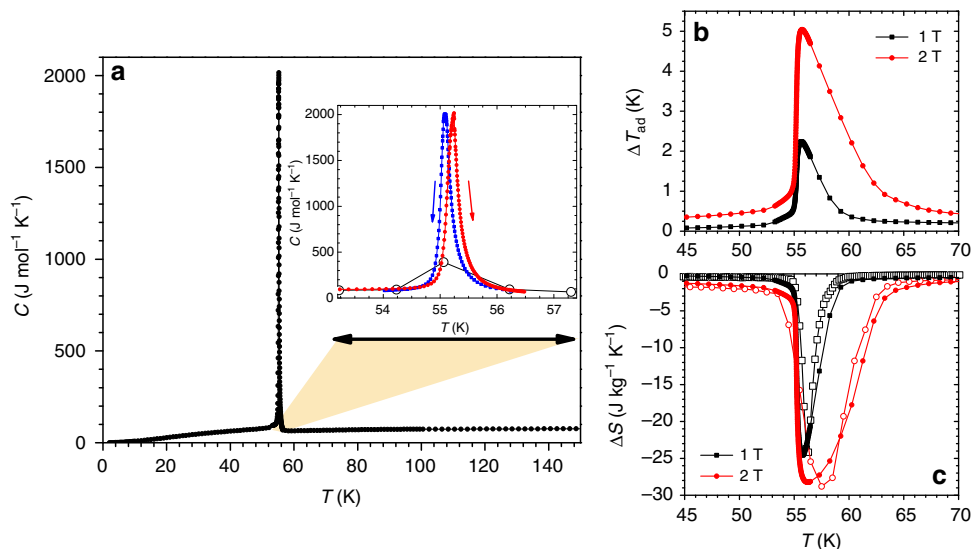 a
C (J mol⁻¹ K⁻¹)
2000
1500
1000
500
0
0 20 40 60 80 100 120 140
T (K)
C (J mol⁻¹ K⁻¹)
2000
1500
1000
500
0
54 55 56 57
T (K)
b
1 T
2 T
ΔT_ad (K)
5
4
3
2
1
0
45 50 55 60 65 70
ΔS (J kg⁻¹ K⁻¹)
0
−5
−10
−15
−20
−25
−30
1 T
2 T
c
45 50 55 60 65 70
T (K)